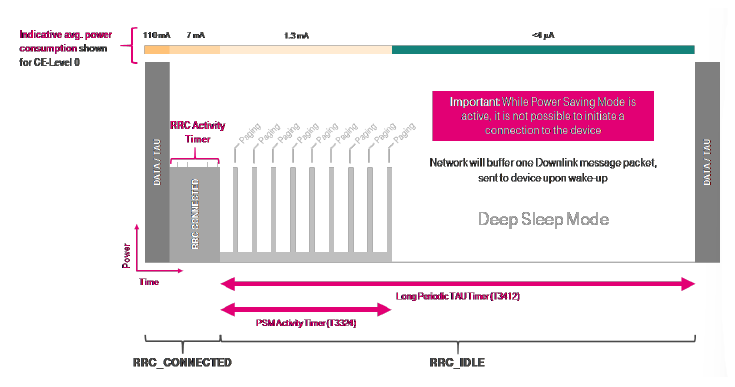 Indicative avg. power
consumption shown
for CE-Level 0
110 mA
7 mA
1.3 mA
<4 µA
Important: While Power Saving Mode is
active, it is not possible to initiate a
connection to the device
RRC Activity
Timer
Paging
Paging
Paging
Paging
Paging
Paging
Paging
Paging
Paging
Network will buffer one Downlink message packet,
sent to device upon wake-up
DATA / TAU
RRC CONNECTED
DATA / TAU
Deep Sleep Mode
Power
Time
Long Periodic TAU Timer (T3412)
PSM Activity Timer (T3324)
RRC_CONNECTED
RRC_IDLE